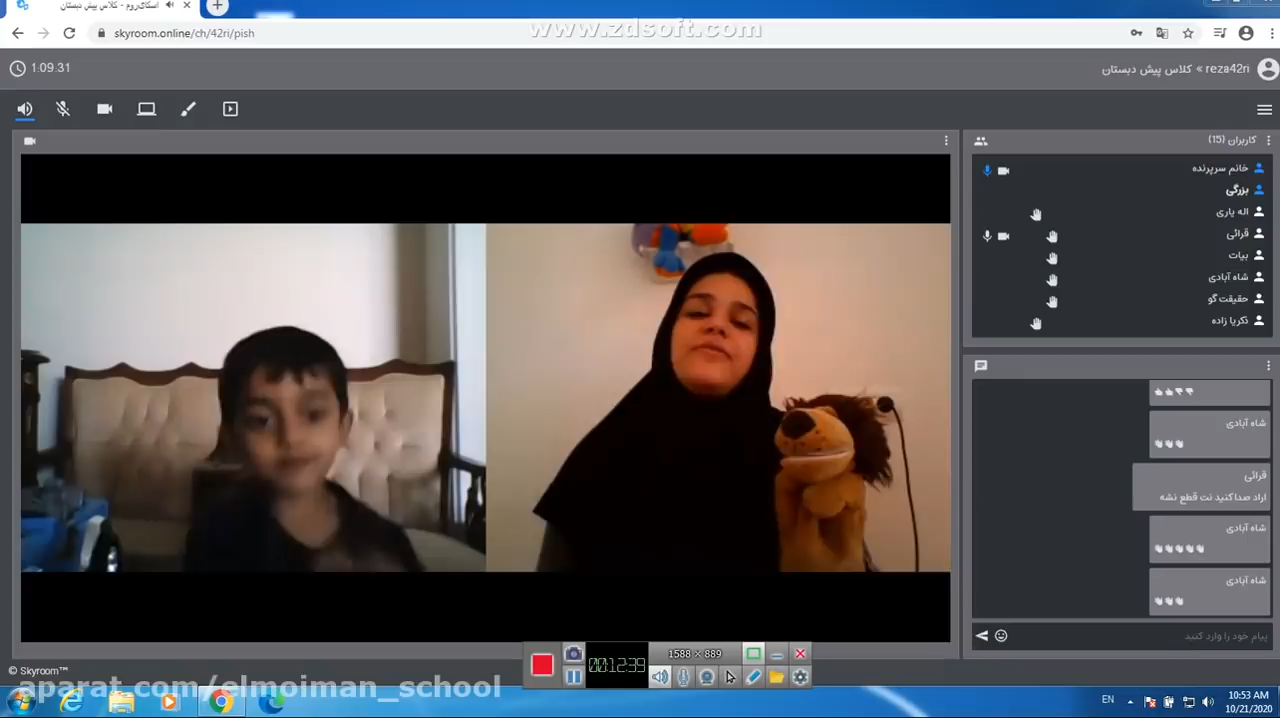 اسکای‌روم - کلاس پیش دبستان
www.zdsoft.com
skyroom.online/ch/42ri/pish
1:09:31
reza42ri » کلاس پیش دبستان
کاربران (15)
خانم سرپرنده
بزرگی
اله یاری
قرائی
بیات
شاه آبادی
حقیقت گو
ذکریا زاده
شاه آبادی
قرائی
اراد صداکنید نت قطع نشه
شاه آبادی
شاه آبادی
پیام خود را وارد کنید
1588 × 889
00:12:39
© Skyroom™
aparat.com/elmoiman_school
EN
10:53 AM
10/21/2020